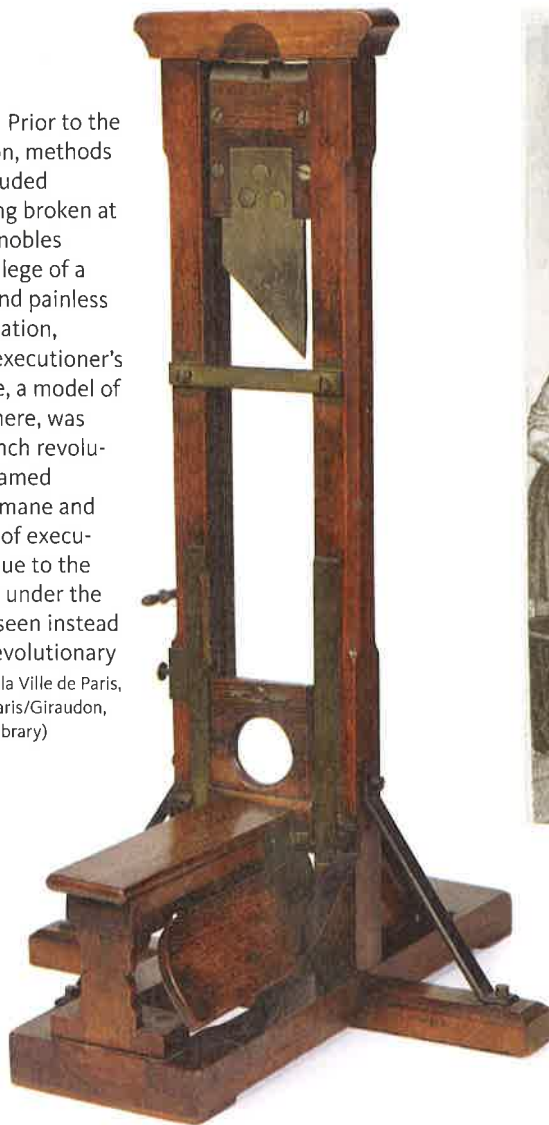 Prior to the
on, methods
uded
ng broken at
nobles
lege of a
nd painless
ation,
executioner's
e, a model of
here, was
nch revolu-
amed
mane and
of execu-
ue to the
under the
seen instead
evolutionary
la Ville de Paris,
aris/Giraudon,
brary)